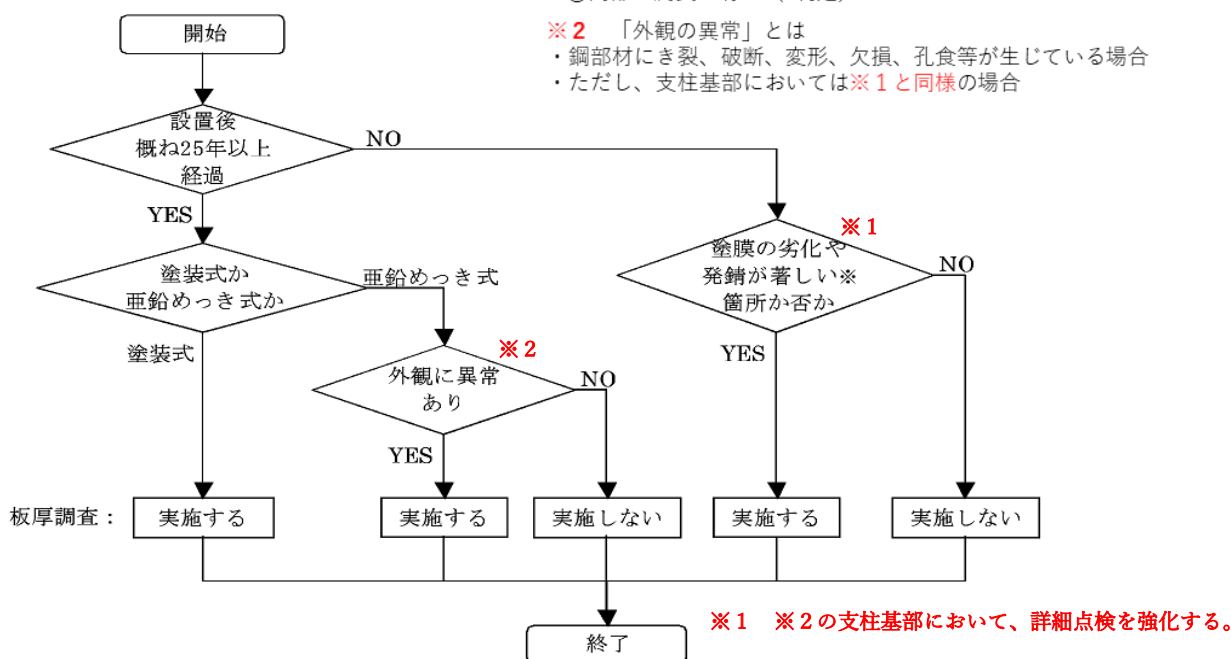 ※2 「外観の異常」とは
・鋼部材にき裂、破断、変形、欠損、孔食等が生じている場合
・ただし、支柱基部においては※1と同様の場合
開始
設置後
概ね25年以上
経過
NO
YES
塗装式か
亜鉛めっき式か
亜鉛めっき式
塗装式
※1
塗膜の劣化や
発錆が著しい※
箇所か否か
NO
YES
※2
外観に異常
あり
NO
YES
板厚調査：
実施する
実施する
実施しない
実施する
実施しない
※1 ※2の支柱基部において、詳細点検を強化する。
終了